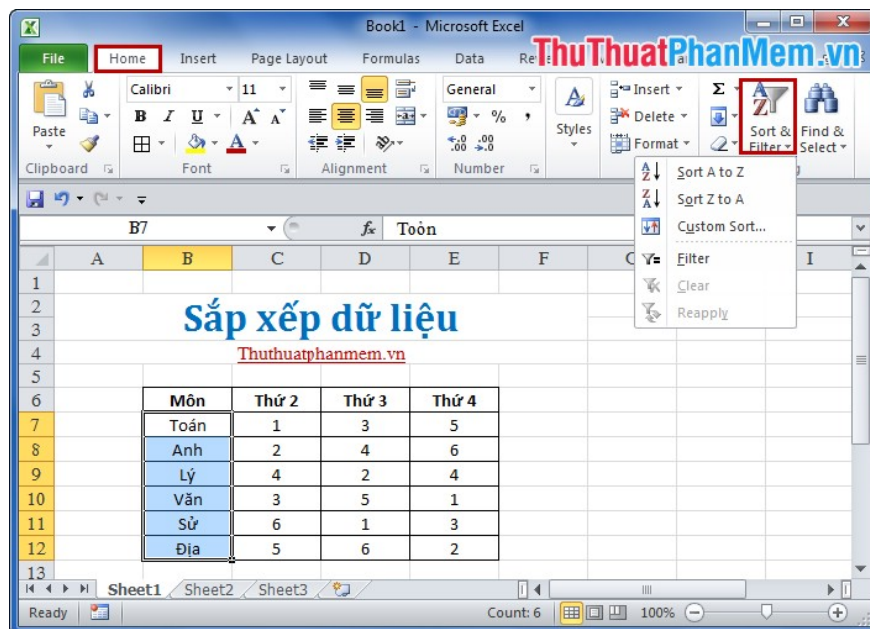 Book1 - Microsoft Excel
File Home Insert Page Layout Formulas Data
ThuThuatPhanMem.vn
Calibri 11 General Insert Σ
B I U A A % , Delete
Paste Styles Format Sort & Filter Find & Select
Clipboard Font Alignment Number
Sort A to Z
Sort Z to A
Custom Sort...
Filter
Clear
Reapply
B7 fx Toỏn
A B C D E F G I
1
2
Sắp xếp dữ liệu
3
4 Thuthuatphanmem.vn
5
6 Môn Thứ 2 Thứ 3 Thứ 4
7 Toán 1 3 5
8 Anh 2 4 6
9 Lý 4 2 4
10 Văn 3 5 1
11 Sử 6 1 3
12 Địa 5 6 2
13
Sheet1 Sheet2 Sheet3
Ready Count: 6 100%